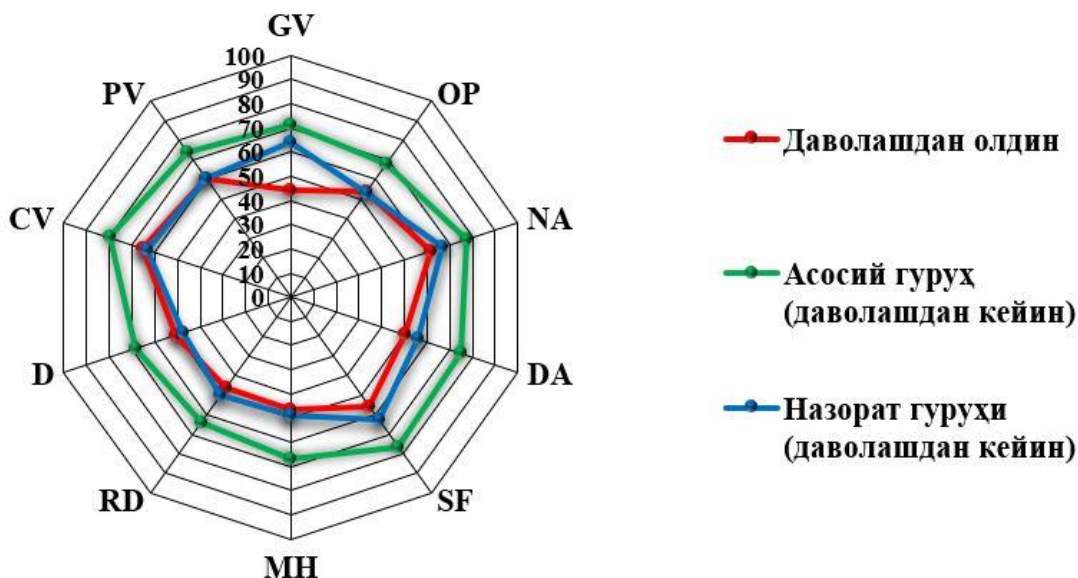 GV
100
90
80
70
60
50
40
30
20
10
0
PV
OP
CV
NA
D
DA
RD
SF
MH
Даволашдан олдин
Асосий гуруҳ
(даволашдан кейин)
Назорат гуруҳи
(даволашдан кейин)